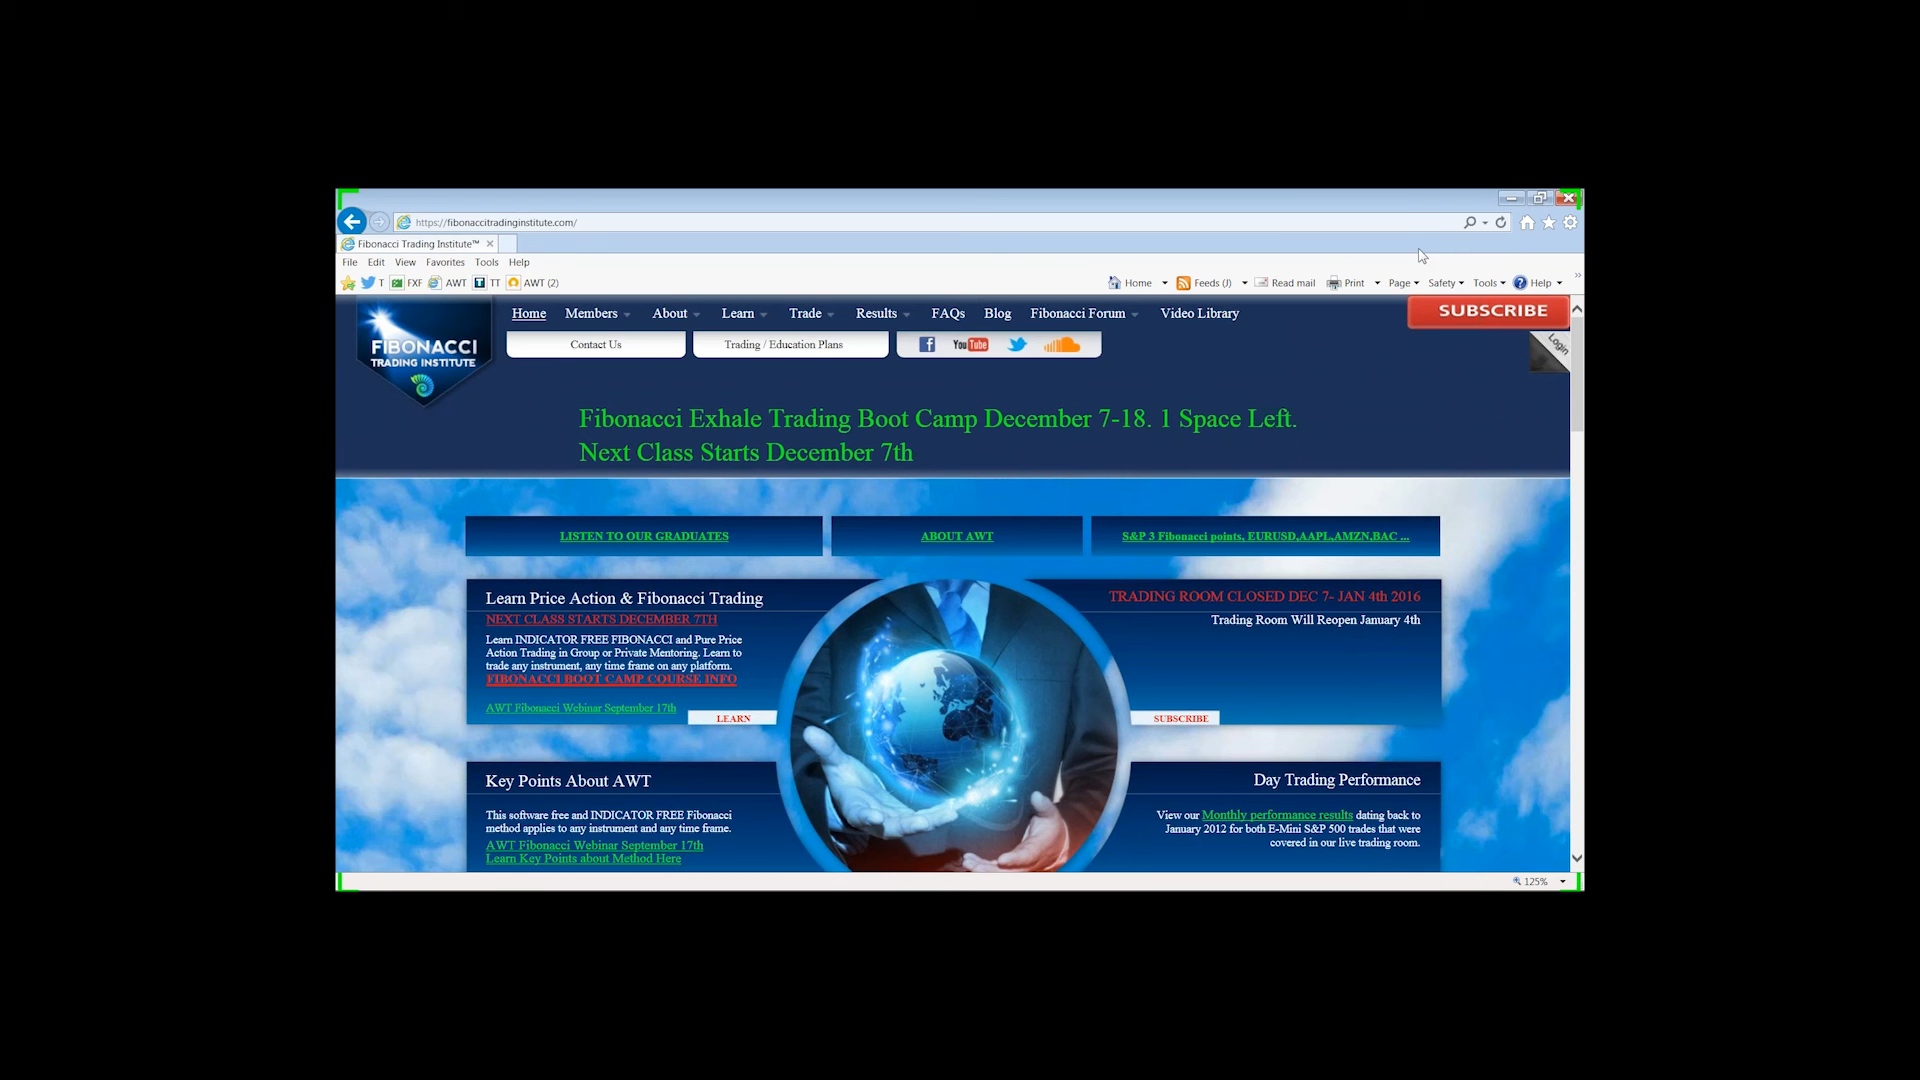 https://fibonaccitradinginstitute.com/
Fibonacci Trading Institute™
File Edit View Favorites Tools Help
T FXF AWT TT AWT (2)
Home Feeds (J) Read mail Print Page Safety Tools Help
FIBONACCI
TRADING INSTITUTE
Home Members About Learn Trade Results FAQs Blog Fibonacci Forum Video Library
SUBSCRIBE
Contact Us Trading / Education Plans You Tube
Login
Fibonacci Exhale Trading Boot Camp December 7-18. 1 Space Left.
Next Class Starts December 7th
LISTEN TO OUR GRADUATES
ABOUT AWT
S&P 3 Fibonacci points, EURUSD,AAPL,AMZN,BAC ...
Learn Price Action & Fibonacci Trading
NEXT CLASS STARTS DECEMBER 7TH
Learn INDICATOR FREE FIBONACCI and Pure Price
Action Trading in Group or Private Mentoring. Learn to
trade any instrument, any time frame on any platform.
FIBONACCI BOOT CAMP COURSE INFO
AWT Fibonacci Webinar September 17th
LEARN
TRADING ROOM CLOSED DEC 7- JAN 4th 2016
Trading Room Will Reopen January 4th
SUBSCRIBE
Key Points About AWT
This software free and INDICATOR FREE Fibonacci
method applies to any instrument and any time frame.
AWT Fibonacci Webinar September 17th
Learn Key Points about Method Here
Day Trading Performance
View our Monthly performance results dating back to
January 2012 for both E-Mini S&P 500 trades that were
covered in our live trading room.
125%